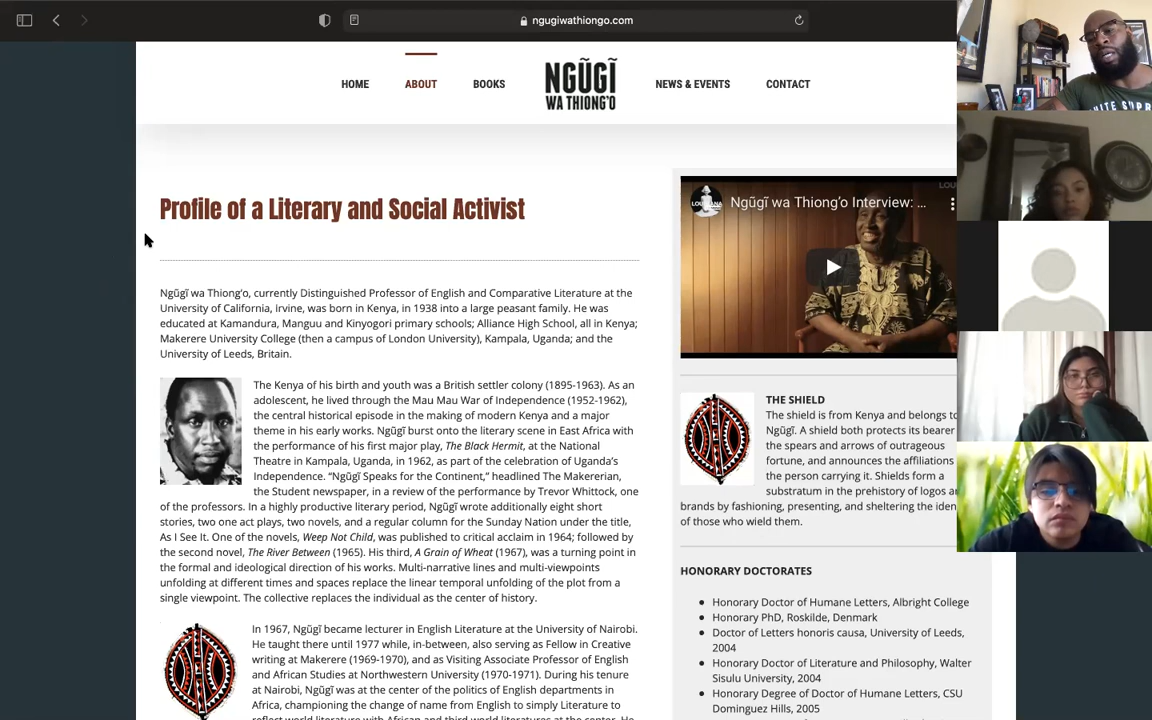 ngugiwathiongo.com
HOME
ABOUT
BOOKS
NGŨGĨ
WA THIONG'O
NEWS & EVENTS
CONTACT
Profile of a Literary and Social Activist
Ngũgĩ wa Thiong'o, currently Distinguished Professor of English and Comparative Literature at the
University of California, Irvine, was born in Kenya, in 1938 into a large peasant family. He was
educated at Kamandura, Manguu and Kinyogori primary schools; Alliance High School, all in Kenya;
Makerere University College (then a campus of London University), Kampala, Uganda; and the
University of Leeds, Britain.
The Kenya of his birth and youth was a British settler colony (1895-1963). As an
adolescent, he lived through the Mau Mau War of Independence (1952-1962),
the central historical episode in the making of modern Kenya and a major
theme in his early works. Ngũgĩ burst onto the literary scene in East Africa with
the performance of his first major play, The Black Hermit, at the National
Theatre in Kampala, Uganda, in 1962, as part of the celebration of Uganda's
Independence. "Ngũgĩ Speaks for the Continent," headlined The Makererian,
the Student newspaper, in a review of the performance by Trevor Whittock, one
of the professors. In a highly productive literary period, Ngũgĩ wrote additionally eight short
stories, two one act plays, two novels, and a regular column for the Sunday Nation under the title,
As I See It. One of the novels, Weep Not Child, was published to critical acclaim in 1964; followed by
the second novel, The River Between (1965). His third, A Grain of Wheat (1967), was a turning point in
the formal and ideological direction of his works. Multi-narrative lines and multi-viewpoints
unfolding at different times and spaces replace the linear temporal unfolding of the plot from a
single viewpoint. The collective replaces the individual as the center of history.
In 1967, Ngũgĩ became lecturer in English Literature at the University of Nairobi.
He taught there until 1977 while, in-between, also serving as Fellow in Creative
writing at Makerere (1969-1970), and as Visiting Associate Professor of English
and African Studies at Northwestern University (1970-1971). During his tenure
at Nairobi, Ngũgĩ was at the center of the politics of English departments in
Africa, championing the change of name from English to simply Literature to
reflect world literature with African and third world literatures at the center. He
Ngũgĩ wa Thiong'o Interview: ...
THE SHIELD
The shield is from Kenya and belongs to
Ngũgĩ. A shield both protects its bearer
the spears and arrows of outrageous
fortune, and announces the affiliations
the person carrying it. Shields form a
substratum in the prehistory of logos
brands by fashioning, presenting, and sheltering the
of those who wield them.
HONORARY DOCTORATES
Honorary Doctor of Humane Letters, Albright College
Honorary PhD, Roskilde, Denmark
Doctor of Letters honoris causa, University of Leeds,
2004
Honorary Doctor of Literature and Philosophy, Walter
Sisulu University, 2004
Honorary Degree of Doctor of Humane Letters, CSU
Dominguez Hills, 2005